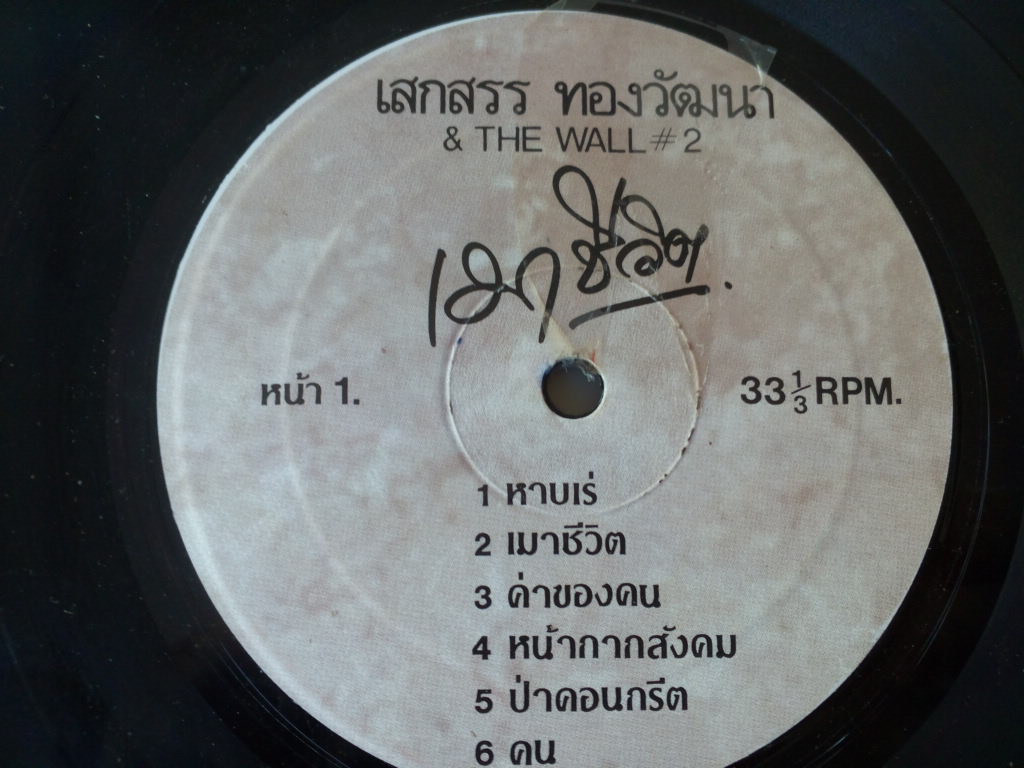 เสกสรร ทองวัฒนา
& THE WALL #2
เมาชีวิต.
หน้า 1.
33 1/3 RPM.
1 หาบเร่
2 เมาชีวิต
3 ค่าของคน
4 หน้ากากสังคม
5 ป่าคอนกรีต
6 คน